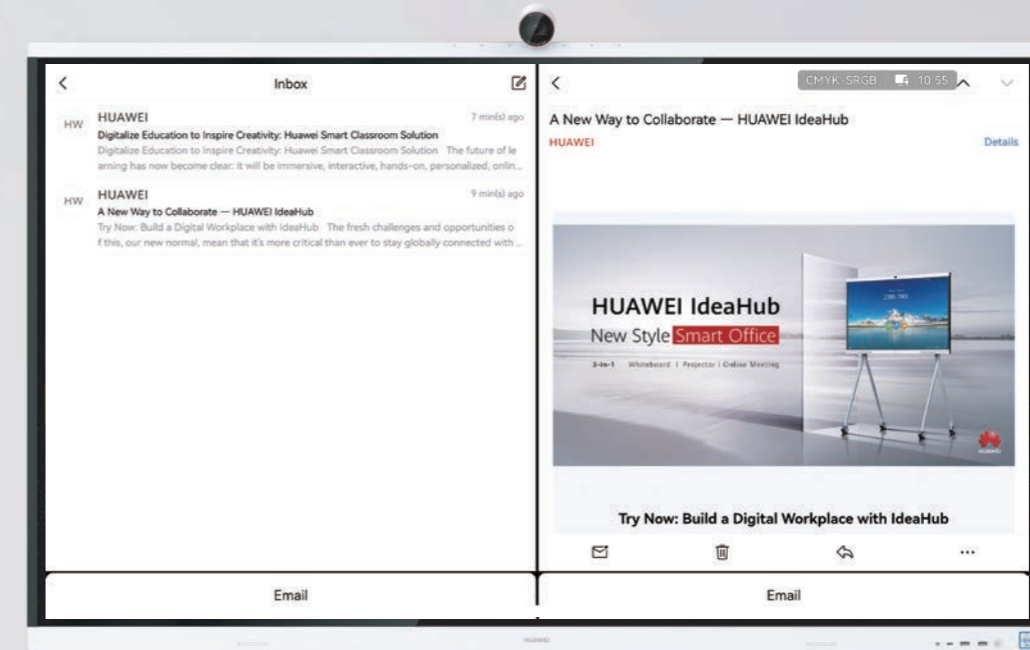 Inbox
HW
HUAWEI
7 min(s) ago
Digitalize Education to Inspire Creativity: Huawei Smart Classroom Solution
Digitalize Education to Inspire Creativity: Huawei Smart Classroom Solution The future of le
arning has now become clear: it will be immersive, interactive, hands-on, personalized, onlin...
HW
HUAWEI
9 min(s) ago
A New Way to Collaborate — HUAWEI IdeaHub
Try Now: Build a Digital Workplace with IdeaHub The fresh challenges and opportunities o
f this, our new normal, mean that it's more critical than ever to stay globally connected with ...
Email
CMYK-SRGB 10:55
A New Way to Collaborate — HUAWEI IdeaHub
HUAWEI
Details
HUAWEI IdeaHub
New Style Smart Office
3-in-1 Whiteboard | Projector | Online Meeting
HUAWEI
Try Now: Build a Digital Workplace with IdeaHub
Email
HUAWEI